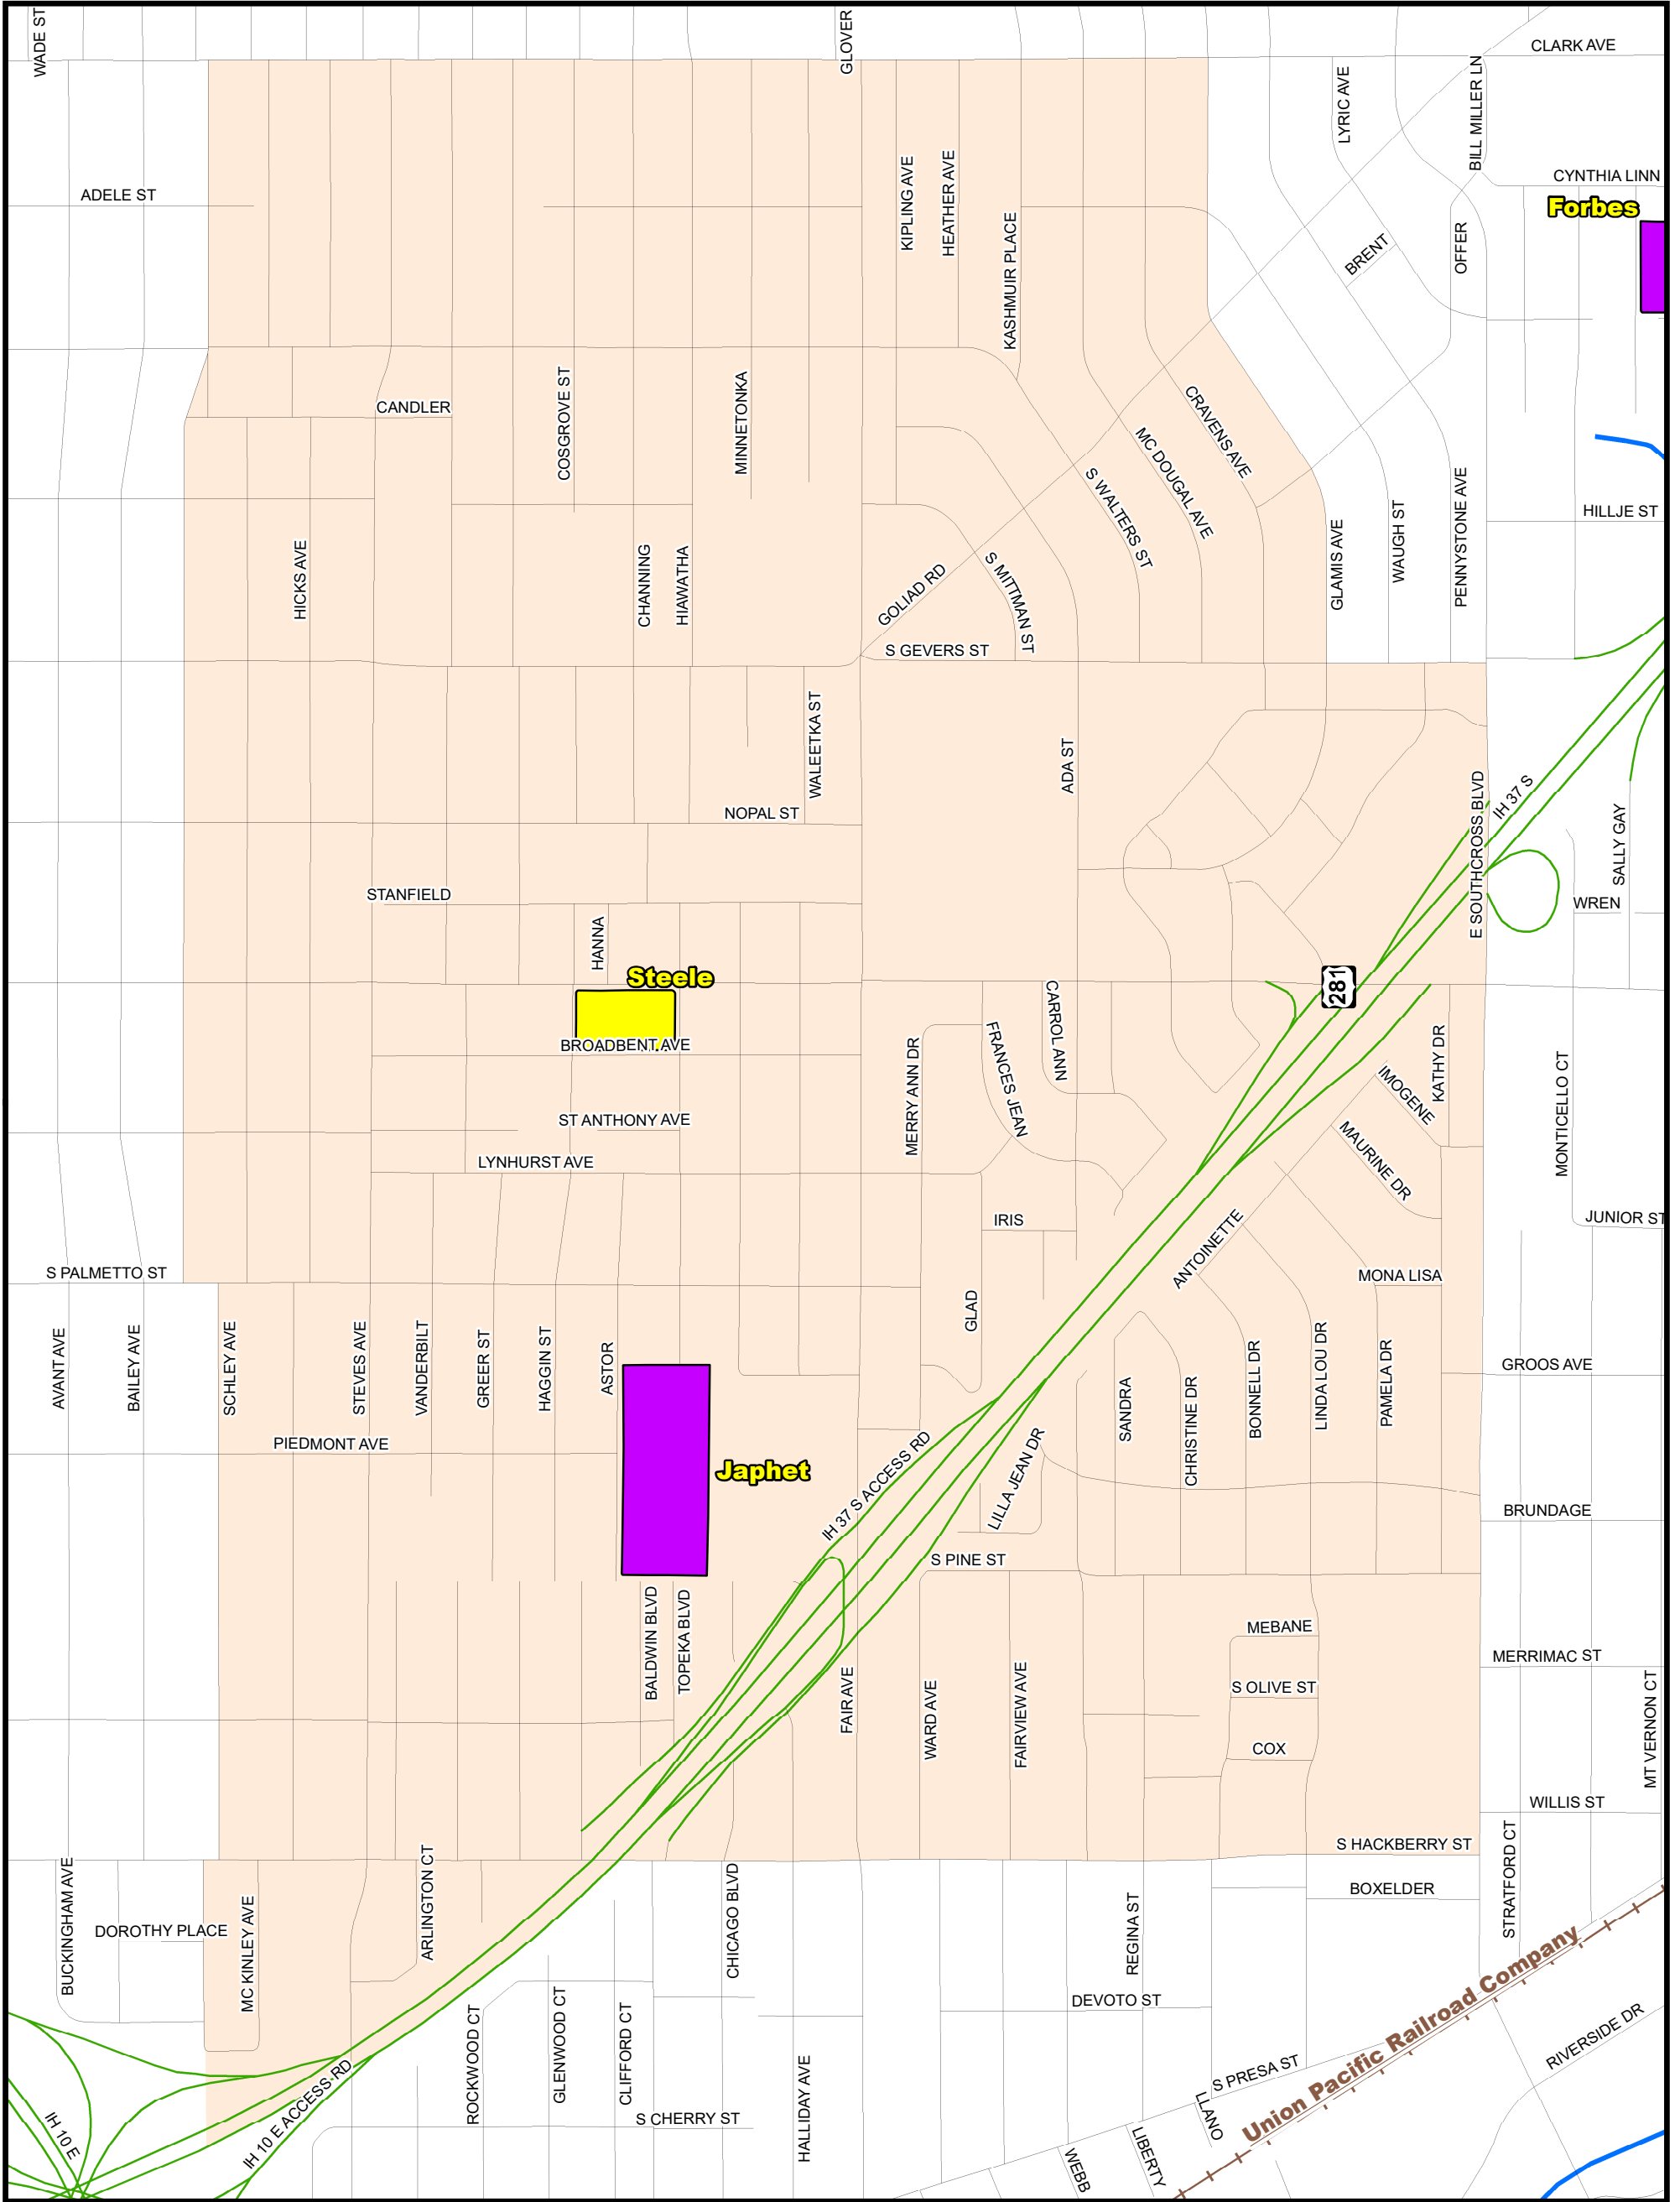 WADE ST
GLOVER
CLARK AVE
LYRIC AVE
BILL MILLER LN
ADELE ST
KIPLING AVE
HEATHER AVE
KASHMUIR PLACE
CYNTHIA LINN
Forbes
BRENT
OFFER
CANDLER
COSGROVE ST
MINNETONKA
CRAVENS AVE
MC DOUGAL AVE
S WALTERS ST
HICKS AVE
CHANNING
HIAWATHA
GOLIAD RD
S MITTMAN ST
GLAMIS AVE
WAUGH ST
PENNYSTONE AVE
HILLJE ST
S GEVERS ST
WALEETKA ST
ADA ST
NOPAL ST
E SOUTHCROSS BLVD
IH 37 S
SALLY GAY
STANFIELD
WREN
HANNA
Steele
281
BROADBENT AVE
MERRY ANN DR
FRANCES JEAN
CARROL ANN
KATHY DR
IMOGENE
MONTICELLO CT
ST ANTHONY AVE
MAURINE DR
LYNHURST AVE
IRIS
ANTOINETTE
JUNIOR ST
S PALMETTO ST
MONA LISA
GLAD
AVANT AVE
BAILEY AVE
SCHLEY AVE
STEVES AVE
VANDERBILT
GREER ST
HAGGIN ST
ASTOR
SANDRA
CHRISTINE DR
BONNELL DR
LINDA LOU DR
PAMELA DR
GROOS AVE
PIEDMONT AVE
Japhet
IH 37 S ACCESS RD
LILLA JEAN DR
BRUNDAGE
S PINE ST
BALDWIN BLVD
TOPEKA BLVD
FAIR AVE
WARD AVE
FAIRVIEW AVE
MEBANE
MERRIMAC ST
S OLIVE ST
COX
MT VERNON CT
WILLIS ST
S HACKBERRY ST
STRATFORD CT
BUCKINGHAM AVE
DOROTHY PLACE
MC KINLEY AVE
ARLINGTON CT
CHICAGO BLVD
REGINA ST
BOXELDER
ROCKWOOD CT
GLENWOOD CT
CLIFFORD CT
HALLIDAY AVE
DEVOTO ST
Union Pacific Railroad Company
RIVERSIDE DR
S PRESA ST
LLANO
IH 10 E
IH 10 E ACCESS RD
S CHERRY ST
WEBB
LIBERTY